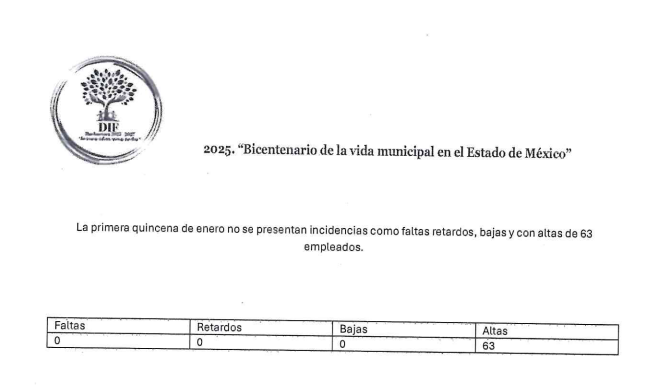 DIF
2025. “Bicentenario de la vida municipal en el Estado de México”
La primera quincena de enero no se presentan incidencias como faltas retardos, bajas y con altas de 63
empleados.
Faltas Retardos Bajas Altas
0 0 0 63